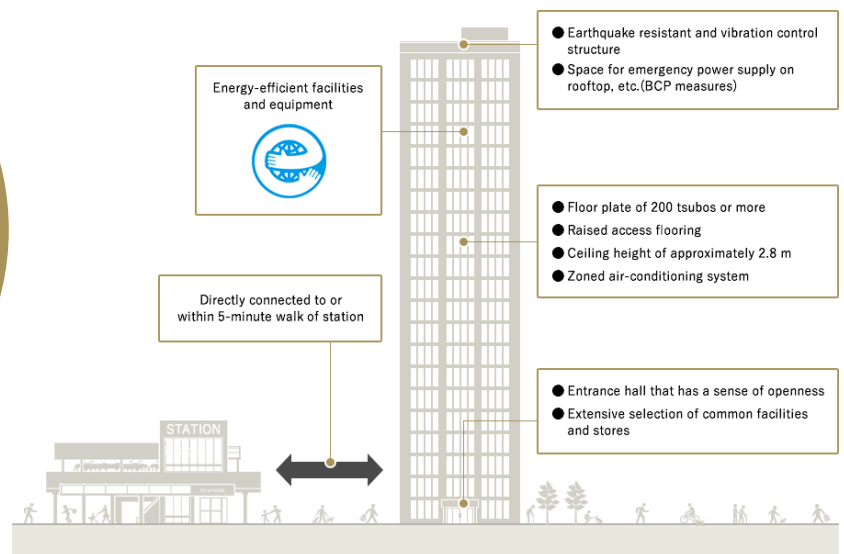 ● Earthquake resistant and vibration control
structure
● Space for emergency power supply on
rooftop, etc.(BCP measures)
Energy-efficient facilities
and equipment
● Floor plate of 200 tsubos or more
● Raised access flooring
● Ceiling height of approximately 2.8 m
● Zoned air-conditioning system
Directly connected to or
within 5-minute walk of station
● Entrance hall that has a sense of openness
● Extensive selection of common facilities
and stores
STATION
STATION